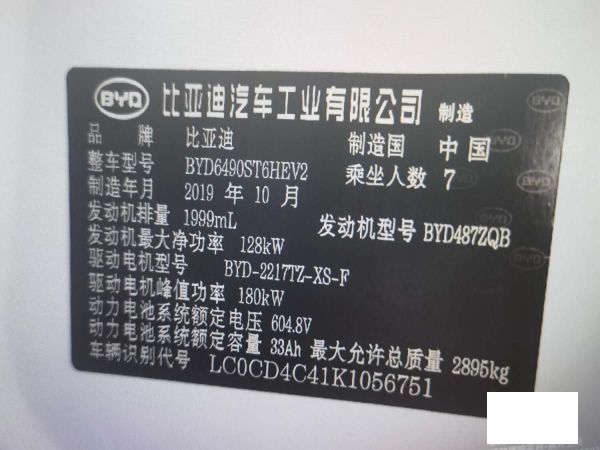 BYD 比亚迪汽车工业有限公司 制造
品牌 比亚迪 制造国 中国
整车型号 BYD6490ST6HEV2 乘坐人数 7
制造年月 2019 年 10 月
发动机排量 1999mL 发动机型号 BYD487ZQB
发动机最大净功率 128kW
驱动电机型号 BYD-2217TZ-XS-F
驱动电机峰值功率 180kW
动力电池系统额定电压 604.8V
动力电池系统额定容量 33Ah 最大允许总质量 2895kg
车辆识别代号 LC0CD4C41K1056751